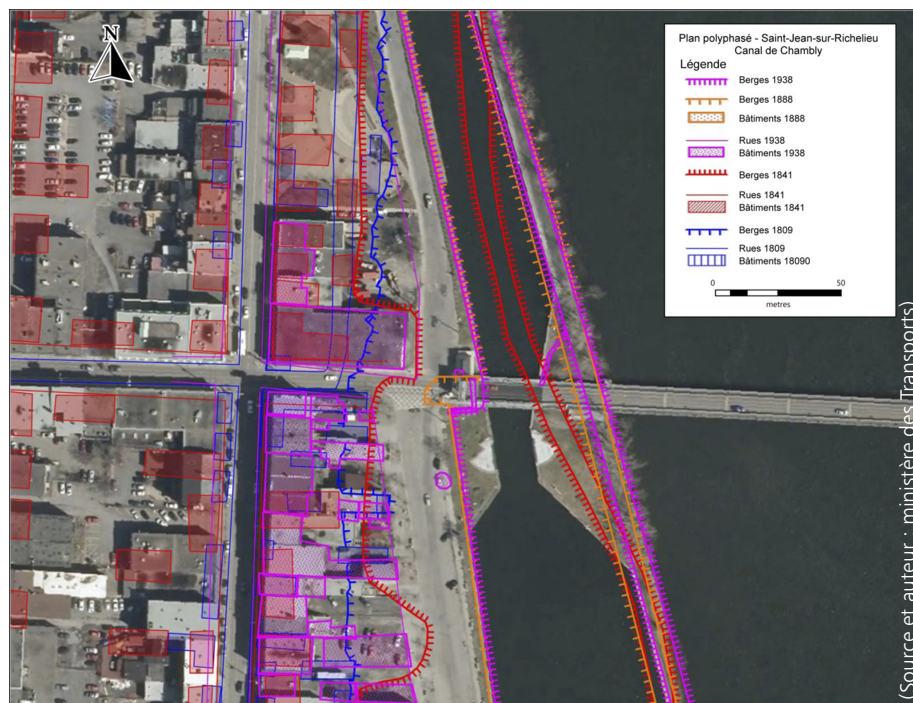 N
Plan polyphasé - Saint-Jean-sur-Richelieu
Canal de Chambly
Légende
Berges 1938
Berges 1888
Bâtiments 1888
Rues 1938
Bâtiments 1938
Berges 1841
Rues 1841
Bâtiments 1841
Berges 1809
Rues 1809
Bâtiments 18090
0 50
metres
(Source et auteur : ministère des Transports)